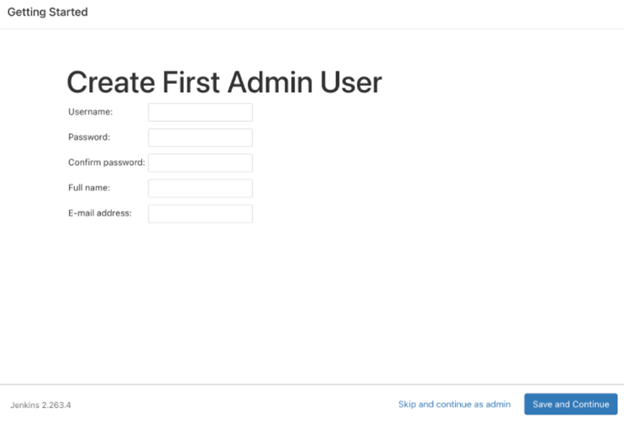 Getting Started
Create First Admin User
Username:
Password:
Confirm password:
Full name:
E-mail address:
Jenkins 2.263.4
Skip and continue as admin
Save and Continue